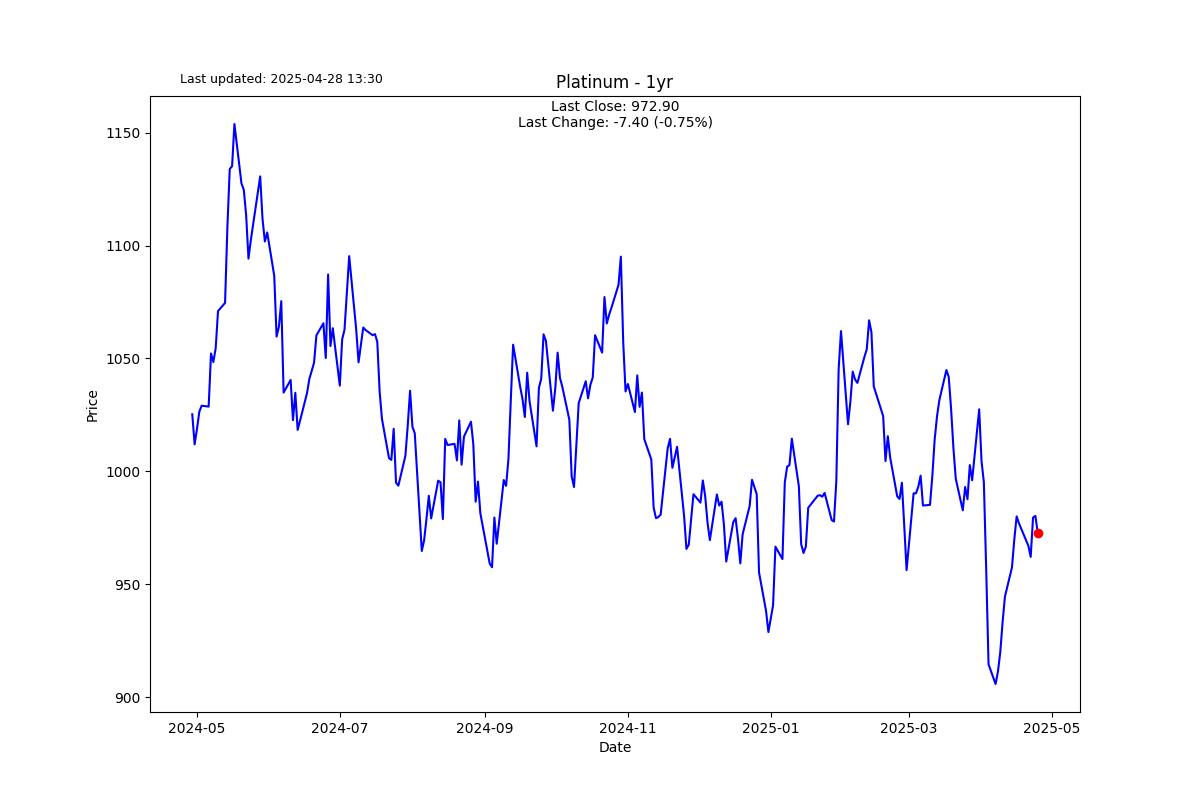 Last updated: 2025-04-28 13:30
Platinum - 1yr
Last Close: 972.90
Last Change: -7.40 (-0.75%)
Price
1150
1100
1050
1000
950
900
2024-05 2024-07 2024-09 2024-11 2025-01 2025-03 2025-05
Date